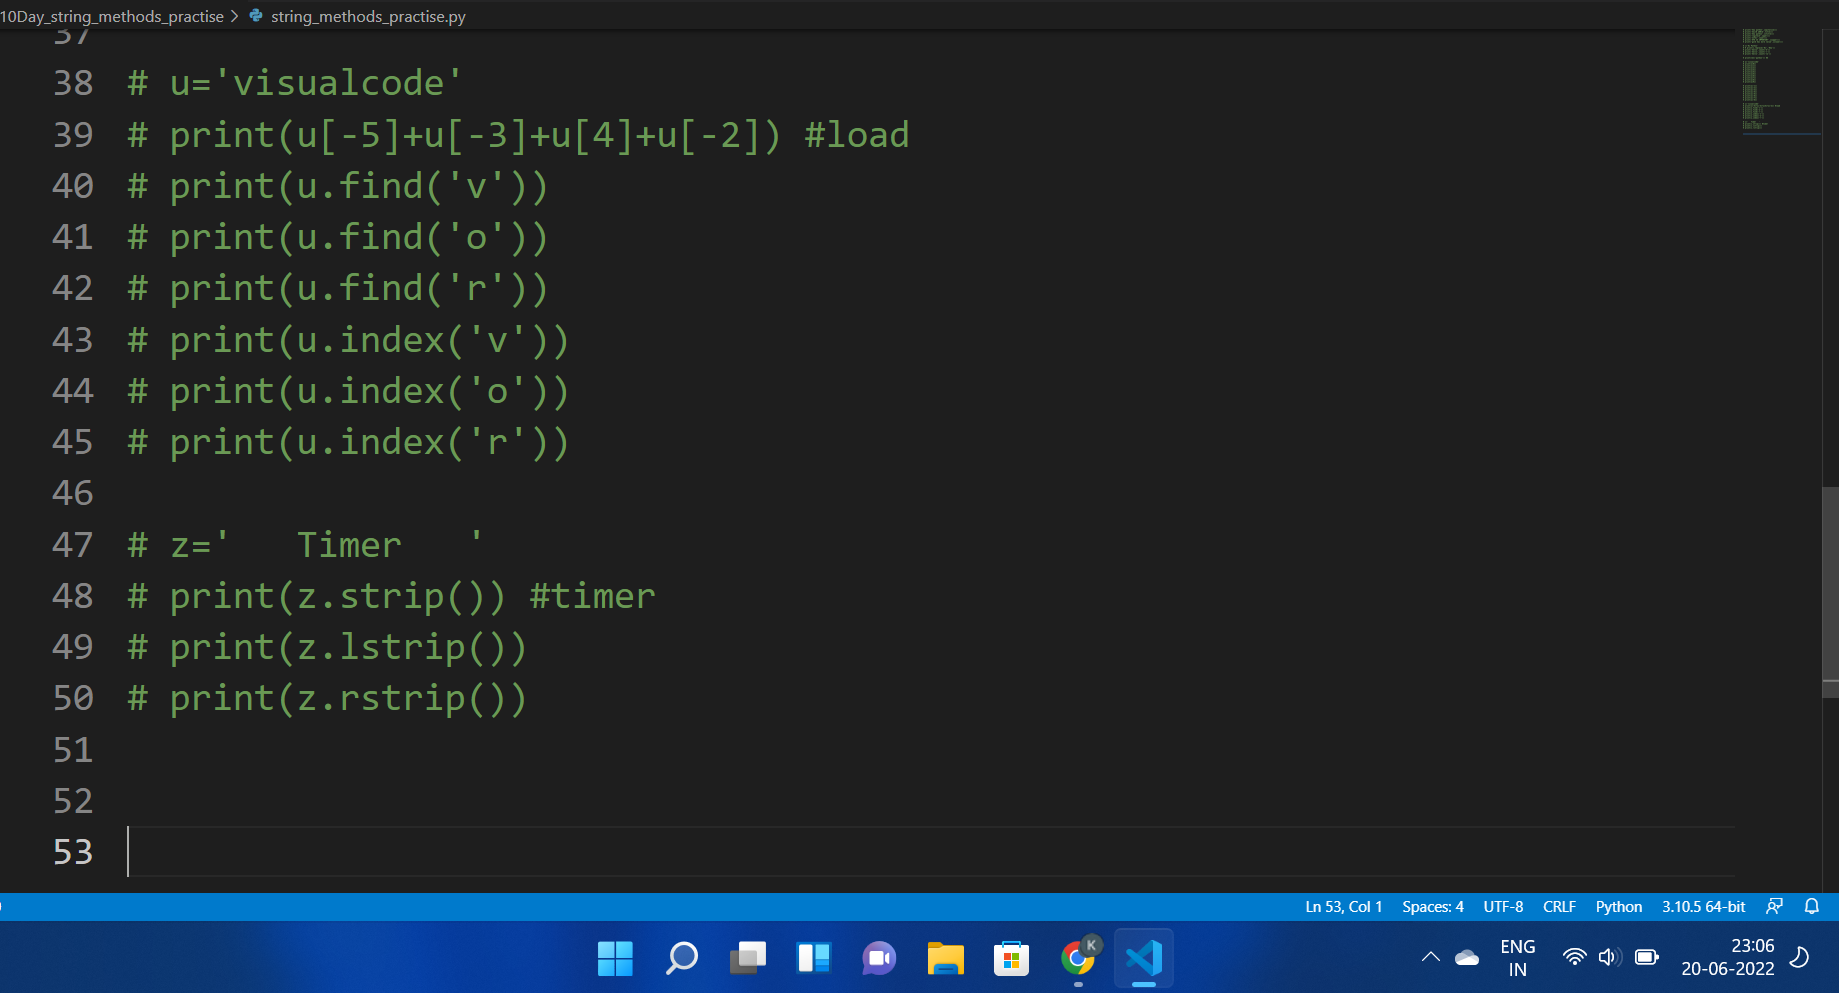 10Day_string_methods_practise > string_methods_practise.py
37
38 # u='visualcode'
39 # print(u[-5]+u[-3]+u[4]+u[-2]) #load
40 # print(u.find('v'))
41 # print(u.find('o'))
42 # print(u.find('r'))
43 # print(u.index('v'))
44 # print(u.index('o'))
45 # print(u.index('r'))
46
47 # z='   Timer   '
48 # print(z.strip()) #timer
49 # print(z.lstrip())
50 # print(z.rstrip())
51
52
53
Ln 53, Col 1 Spaces: 4 UTF-8 CRLF Python 3.10.5 64-bit
K
ENG
IN
23:06
20-06-2022